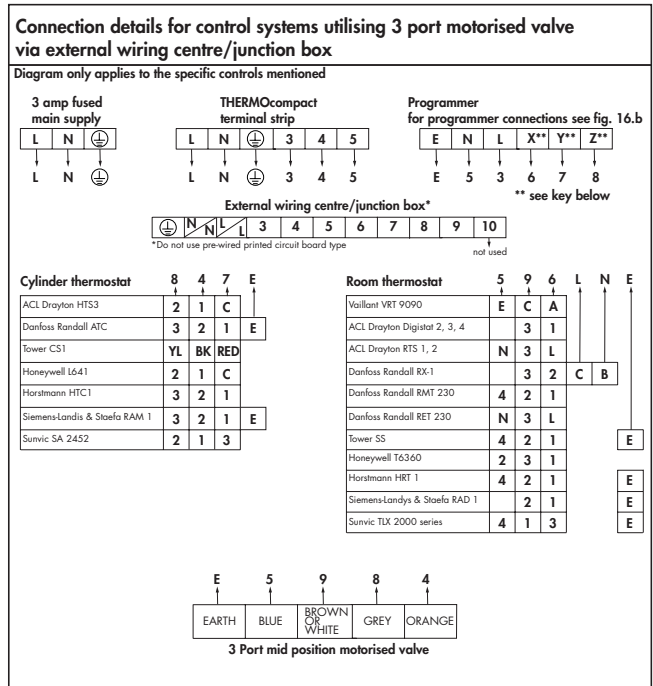 Connection details for control systems utilising 3 port motorised valve
via external wiring centre/junction box
Diagram only applies to the specific controls mentioned
3 amp fused
main supply
L N
L N
THERMOcompact
terminal strip
L N 3 4 5
L N 3 4 5
Programmer
for programmer connections see fig. 16.b
E N L X** Y** Z**
E 5 3 6 7 8
** see key below
External wiring centre/junction box*
N N L L 3 4 5 6 7 8 9 10
*Do not use pre-wired printed circuit board type
not used
Cylinder thermostat 8 4 7 E
ACL Drayton HTS3 2 1 C
Danfoss Randall ATC 3 2 1 E
Tower CS1 YL BK RED
Honeywell L641 2 1 C
Horstmann HTC1 3 2 1
Siemens-Landis & Staefa RAM 1 3 2 1 E
Sunvic SA 2452 2 1 3
Room thermostat 5 9 6 L N E
Vaillant VRT 9090 E C A
ACL Drayton Digistat 2, 3, 4 3 1
ACL Drayton RTS 1, 2 N 3 L
Danfoss Randall RX-1 3 2 C B
Danfoss Randall RMT 230 4 2 1
Danfoss Randall RET 230 N 3 L
Tower SS 4 2 1 E
Honeywell T6360 2 3 1
Horstmann HRT 1 4 2 1 E
Siemens-Landys & Staefa RAD 1 2 1 E
Sunvic TLX 2000 series 4 1 3 E
E 5 9 8 4
EARTH BLUE BROWN OR WHITE GREY ORANGE
3 Port mid position motorised valve